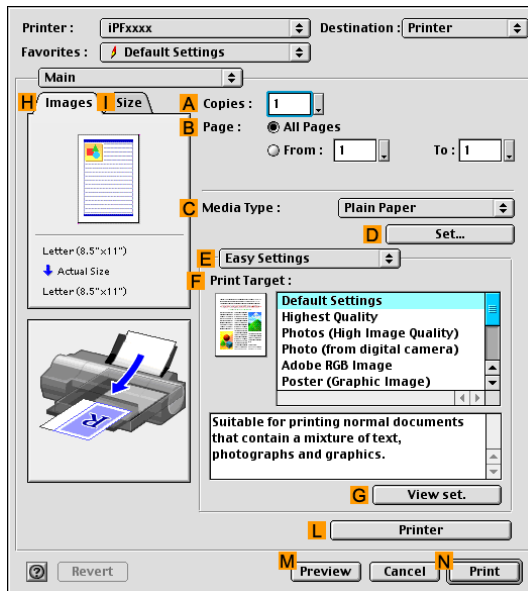 Printer : iPFxxxx Destination : Printer
Favorites : Default Settings
Main
H Images I Size
A Copies : 1
B Page : All Pages
From : 1 To : 1
C Media Type : Plain Paper
D Set...
Letter (8.5"x11")
Actual Size
Letter (8.5"x11")
E Easy Settings
F Print Target :
Default Settings
Highest Quality
Photos (High Image Quality)
Photo (from digital camera)
Adobe RGB Image
Poster (Graphic Image)
R
Suitable for printing normal documents
that contain a mixture of text,
photographs and graphics.
G View set.
L Printer
? Revert M Preview Cancel N Print